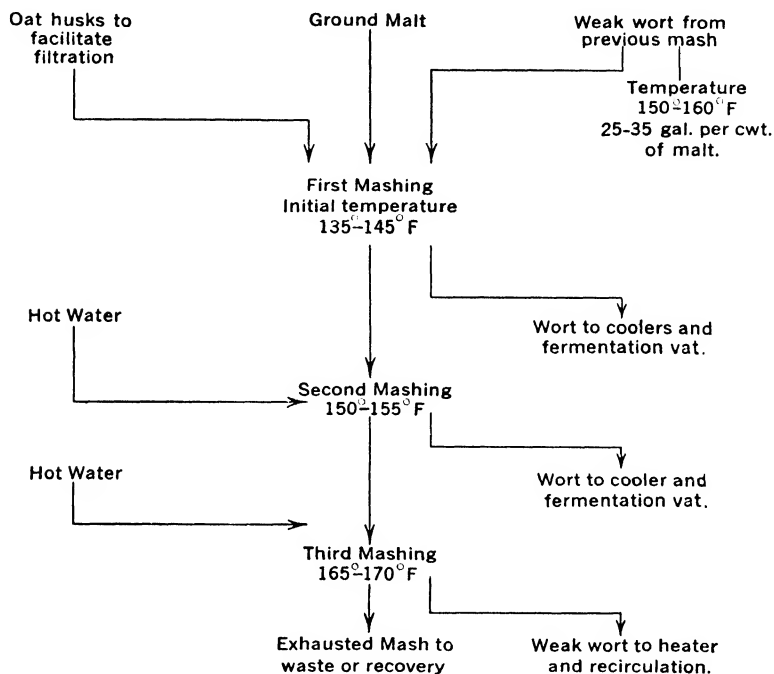 Oat husks to
facilitate
filtration
Ground Malt
Weak wort from
previous mash
Temperature
150°-160°F
25-35 gal. per cwt.
of malt.
First Mashing
Initial temperature
135°-145°F
Wort to coolers and
fermentation vat.
Hot Water
Second Mashing
150°-155°F
Wort to cooler and
fermentation vat.
Hot Water
Third Mashing
165°-170°F
Exhausted Mash to
waste or recovery
Weak wort to heater
and recirculation.